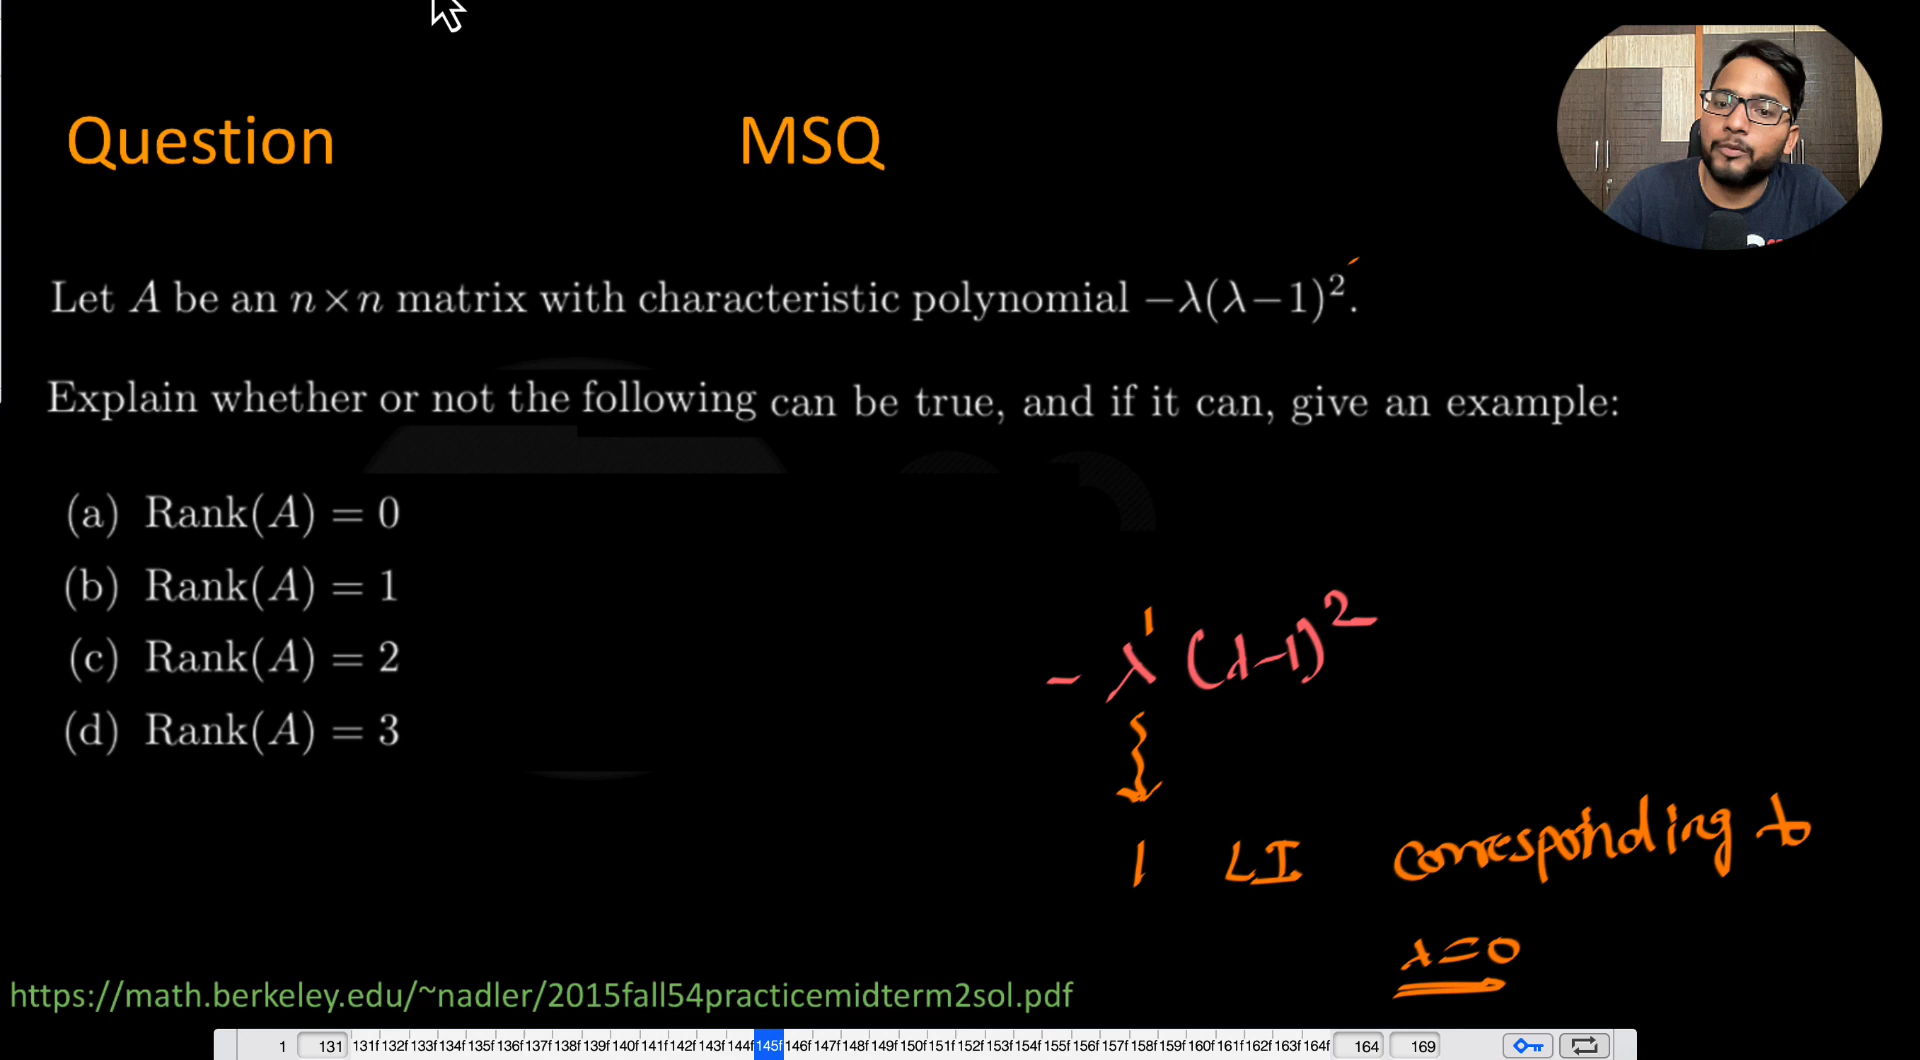 Question MSQ
Let A be an n×n matrix with characteristic polynomial −λ(λ−1)².
Explain whether or not the following can be true, and if it can, give an example:
(a) Rank(A) = 0
(b) Rank(A) = 1
(c) Rank(A) = 2
(d) Rank(A) = 3
- λ¹ (λ-1)²
1 LI corresponding to
λ=0
https://math.berkeley.edu/~nadler/2015fall54practicemidterm2sol.pdf
1 131 131f 132f 133f 134f 135f 136f 137f 138f 139f 140f 141f 142f 143f 144f 145f 146f 147f 148f 149f 150f 151f 152f 153f 154f 155f 156f 157f 158f 159f 160f 161f 162f 163f 164f 164 169